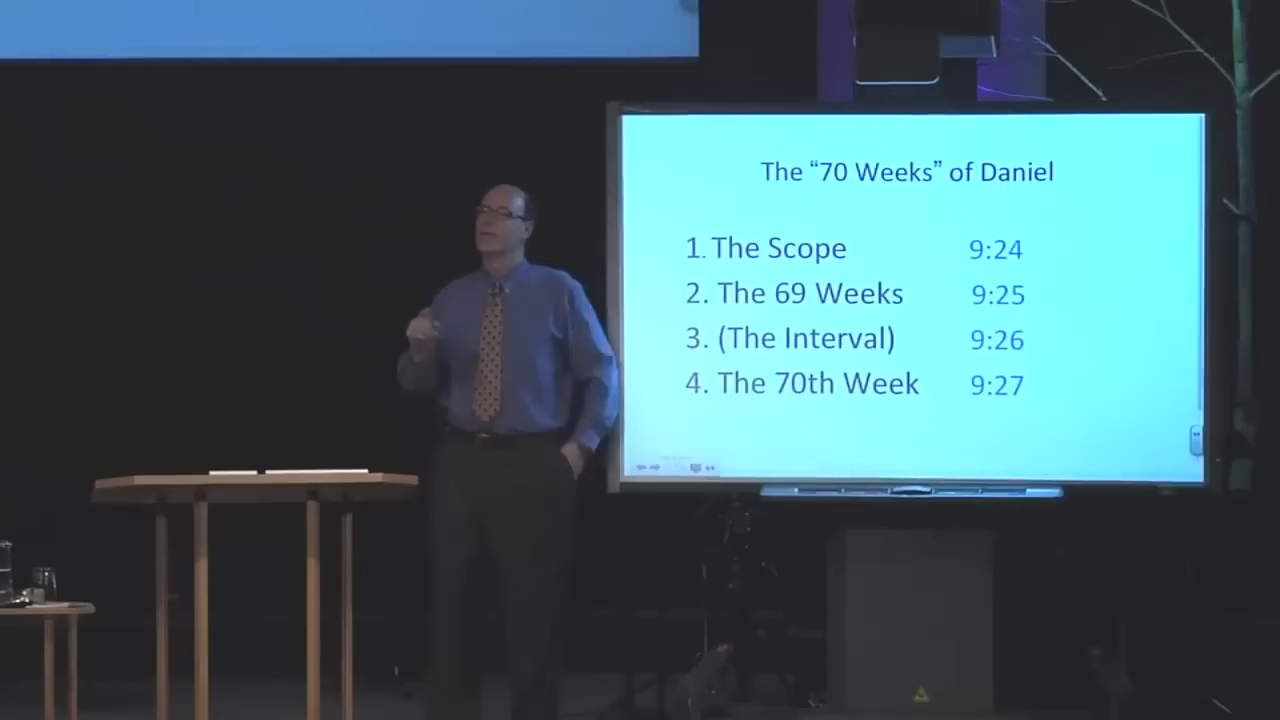 The “70 Weeks” of Daniel
1. The Scope 9:24
2. The 69 Weeks 9:25
3. (The Interval) 9:26
4. The 70th Week 9:27